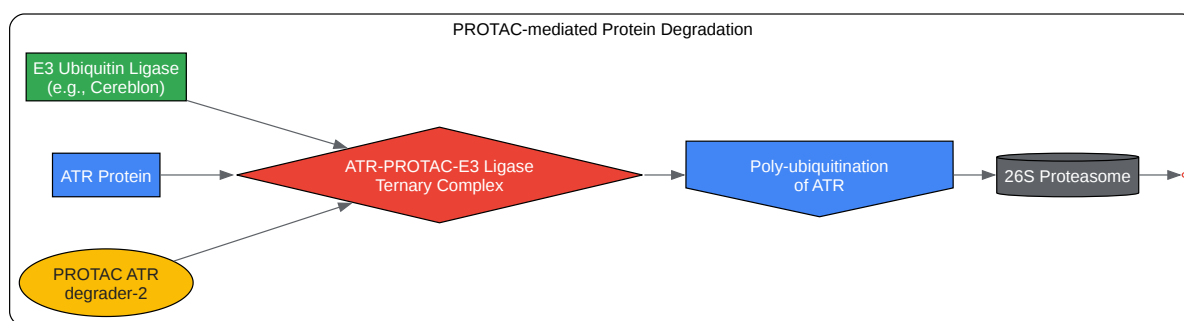 PROTAC-mediated Protein Degradation
E3 Ubiquitin Ligase
(e.g., Cereblon)
ATR Protein
ATR-PROTAC-E3 Ligase
Ternary Complex
Poly-ubiquitination
of ATR
26S Proteasome
PROTAC ATR
degrader-2